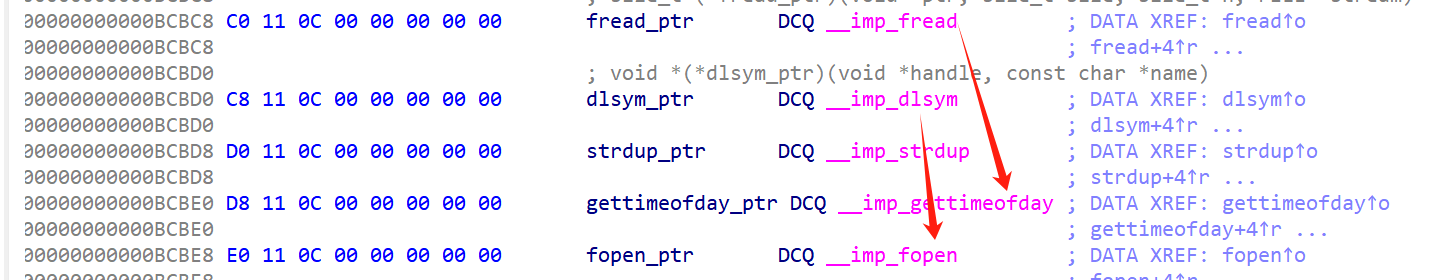 00000000000BCBC8 C0 11 0C 00 00 00 00 00 fread_ptr DCQ __imp_fread ; DATA XREF: fread↑o
00000000000BCBC8 ; fread+4↑r ...
00000000000BCBD0 ; void *(*dlsym_ptr)(void *handle, const char *name)
00000000000BCBD0 C8 11 0C 00 00 00 00 00 dlsym_ptr DCQ __imp_dlsym ; DATA XREF: dlsym↑o
00000000000BCBD0 ; dlsym+4↑r ...
00000000000BCBD8 D0 11 0C 00 00 00 00 00 strdup_ptr DCQ __imp_strdup ; DATA XREF: strdup↑o
00000000000BCBD8 ; strdup+4↑r ...
00000000000BCBE0 D8 11 0C 00 00 00 00 00 gettimeofday_ptr DCQ __imp_gettimeofday ; DATA XREF: gettimeofday↑o
00000000000BCBE0 ; gettimeofday+4↑r ...
00000000000BCBE8 E0 11 0C 00 00 00 00 00 fopen_ptr DCQ __imp_fopen ; DATA XREF: fopen↑o